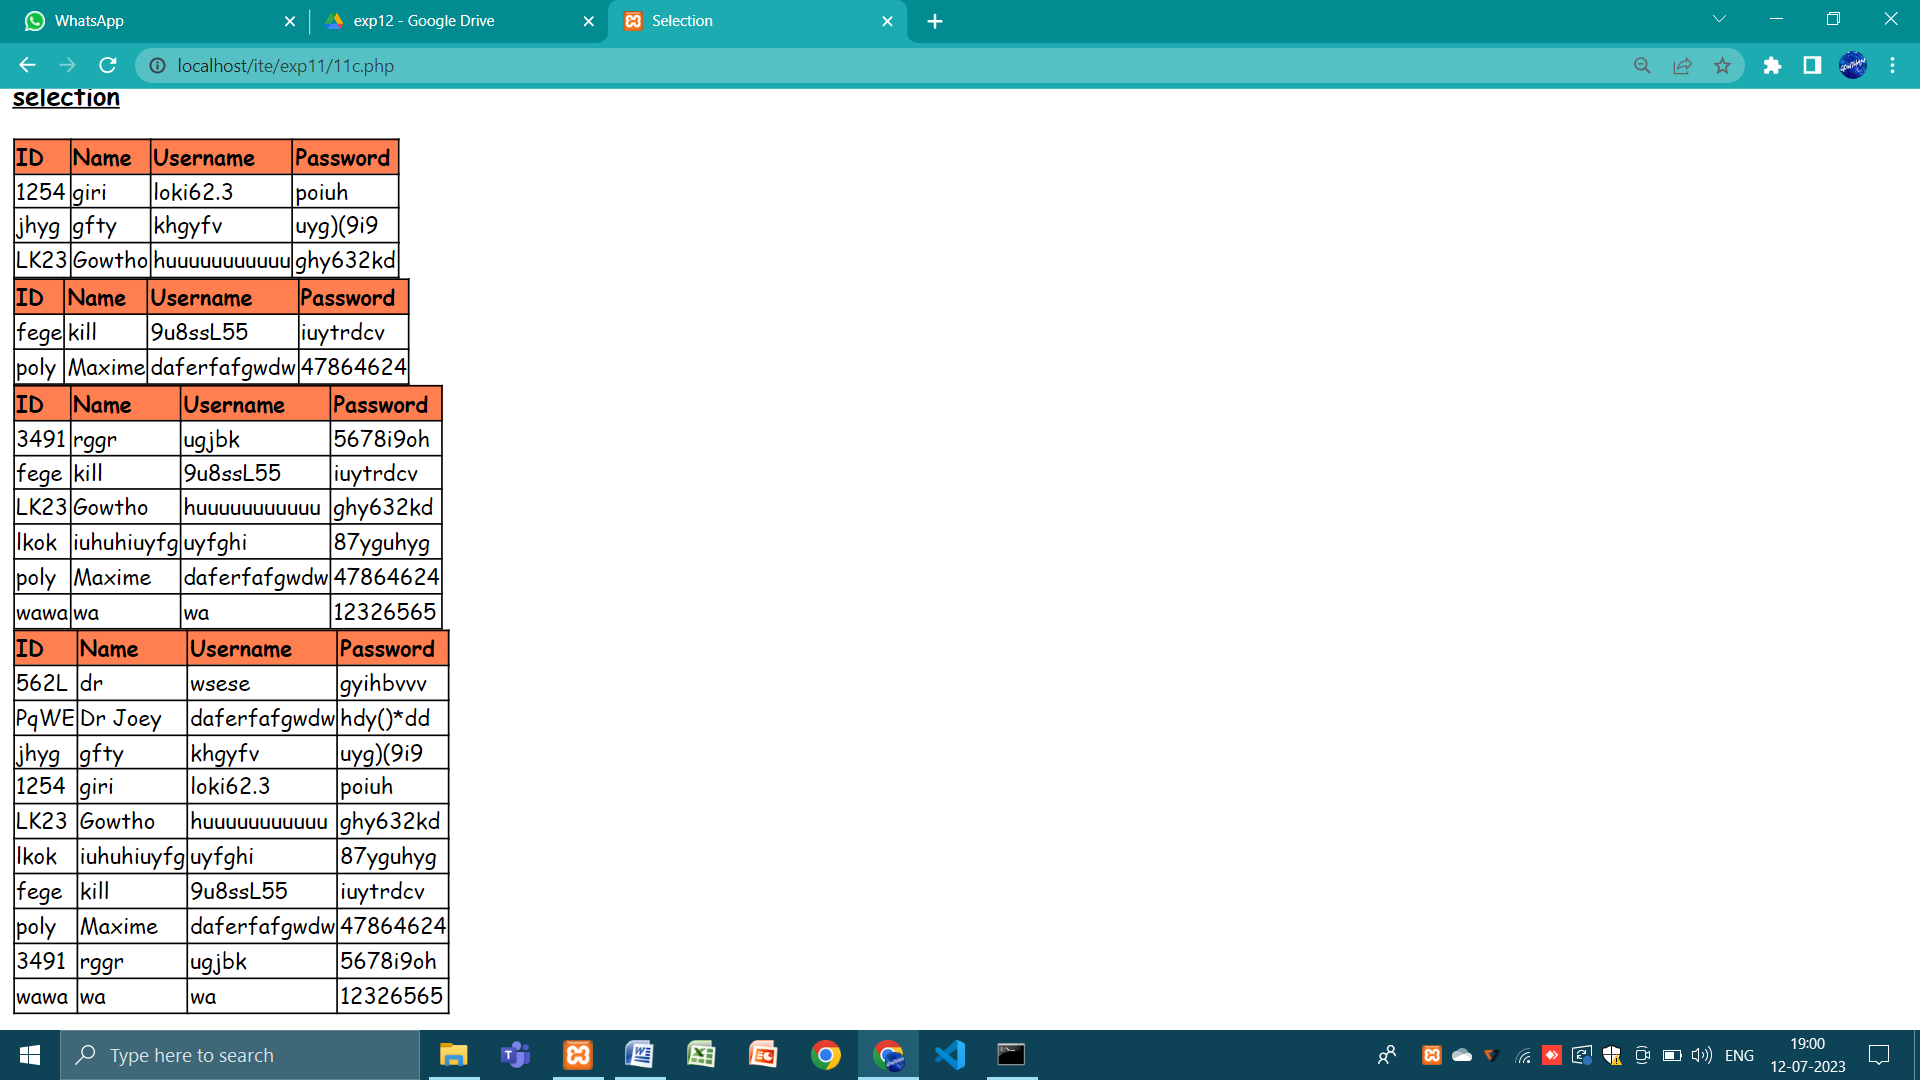 WhatsApp exp12 - Google Drive Selection
localhost/ite/exp11/11c.php
selection
ID Name Username Password
1254 giri loki62.3 poiuh
jhyg gfty khgyfv uyg)(9i9
LK23 Gowtho huuuuuuuuuuu ghy632kd
ID Name Username Password
fege kill 9u8ssL55 iuytrdcv
poly Maxime daferfafgwdw 47864624
ID Name Username Password
3491 rggr ugjbk 5678i9oh
fege kill 9u8ssL55 iuytrdcv
LK23 Gowtho huuuuuuuuuuu ghy632kd
lkok iuhuhiuyfg uyfghi 87yguhyg
poly Maxime daferfafgwdw 47864624
wawa wa wa 12326565
ID Name Username Password
562L dr wsese gyihbvvv
PqWE Dr Joey daferfafgwdw hdy()*dd
jhyg gfty khgyfv uyg)(9i9
1254 giri loki62.3 poiuh
LK23 Gowtho huuuuuuuuuuu ghy632kd
lkok iuhuhiuyfg uyfghi 87yguhyg
fege kill 9u8ssL55 iuytrdcv
poly Maxime daferfafgwdw 47864624
3491 rggr ugjbk 5678i9oh
wawa wa wa 12326565
Type here to search
ENG
19:00
12-07-2023